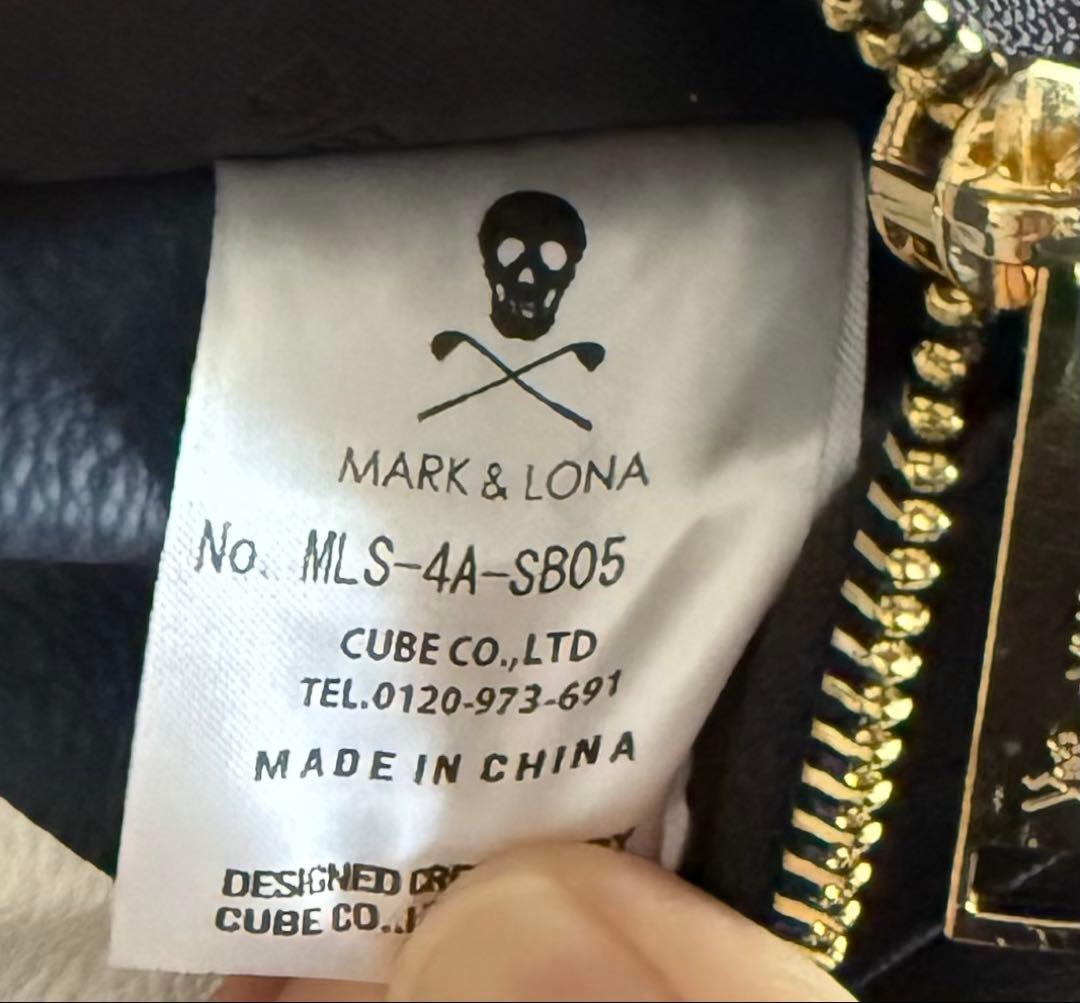 MARK & LONA
No. MLS-4A-SB05
CUBE CO.,LTD
TEL.0120-973-691
MADE IN CHINA
DESIGNED
CUBE CO.